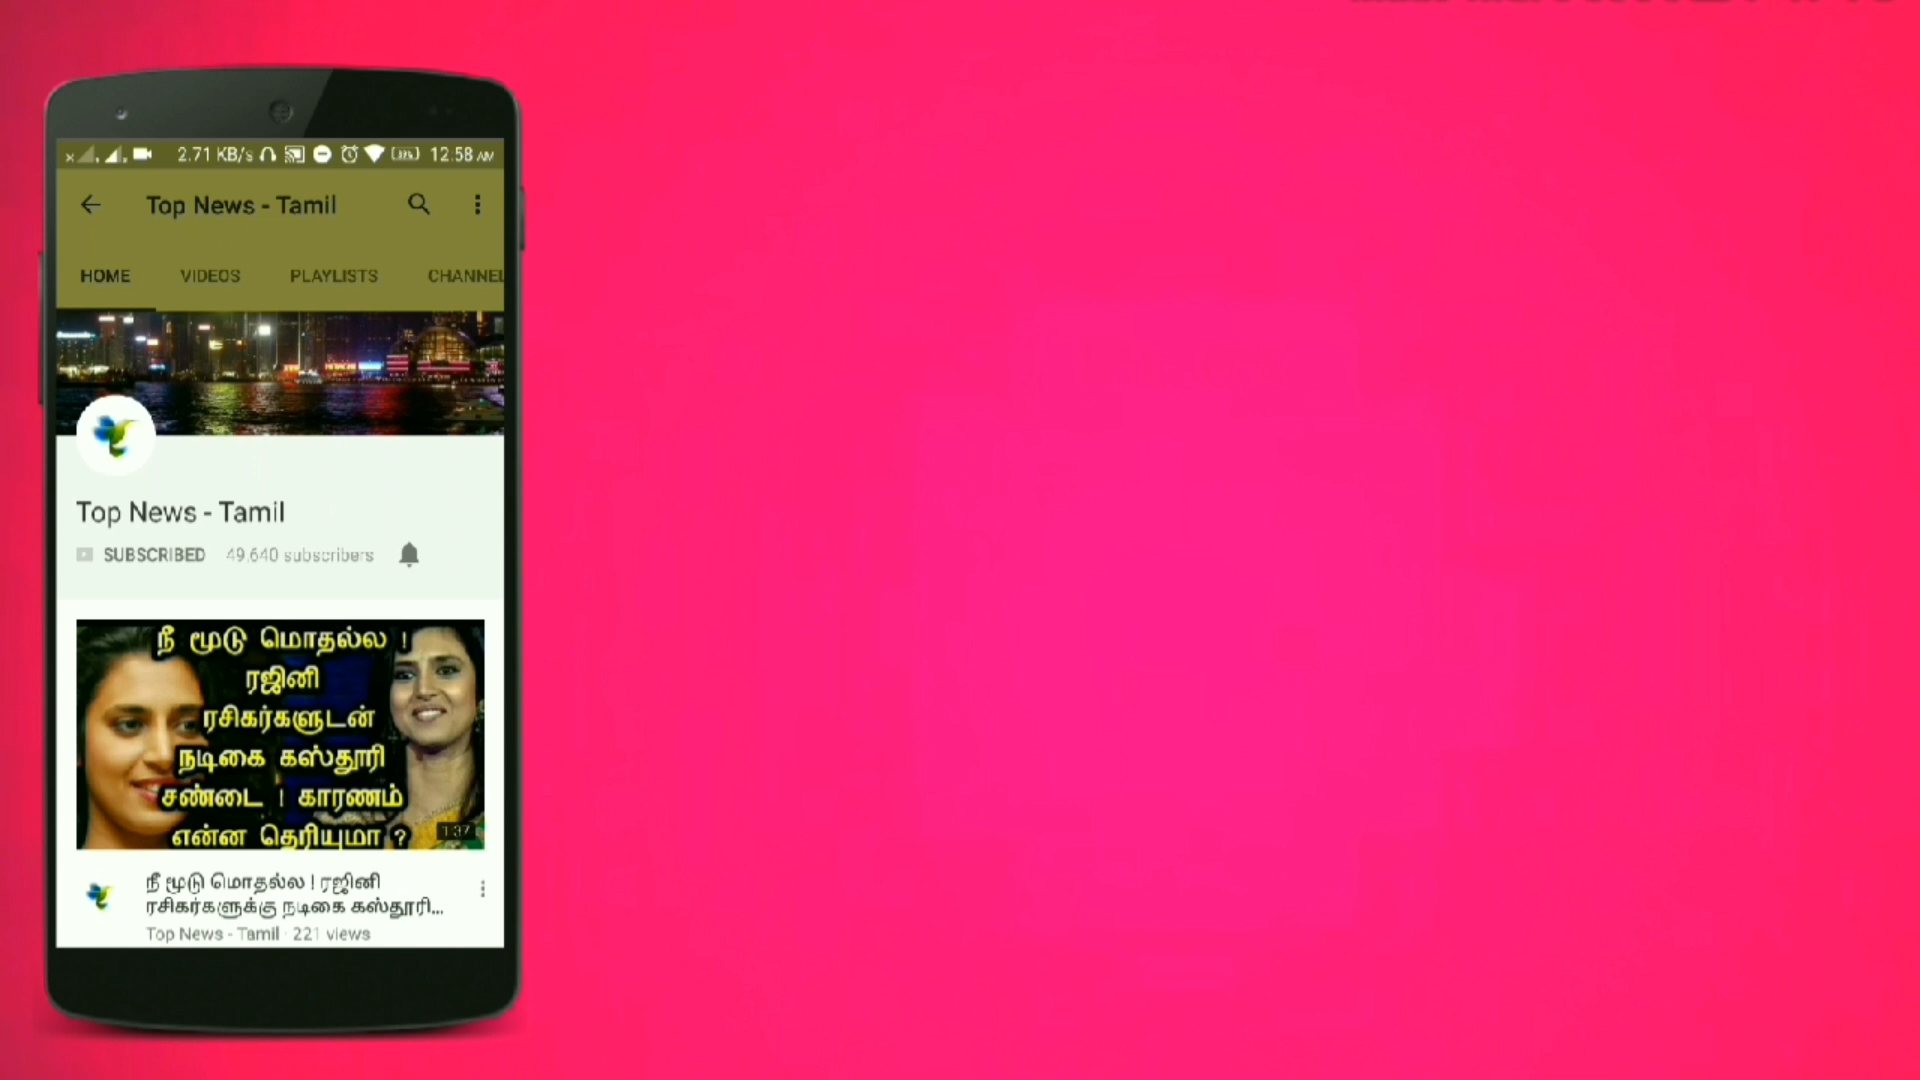 2.71 KB/s 12.58 AM
Top News - Tamil
HOME VIDEOS PLAYLISTS CHANNEL
Top News - Tamil
SUBSCRIBED 49,640 subscribers
நீ மூடு மொதல்ல !
ரஜினி
ரசிகர்களுடன்
நடிகை கஸ்தூரி
சண்டை ! காரணம்
என்ன தெரியுமா ?
1:37
நீ மூடு மொதல்ல ! ரஜினி
ரசிகர்களுக்கு நடிகை கஸ்தூரி...
Top News - Tamil · 221 views